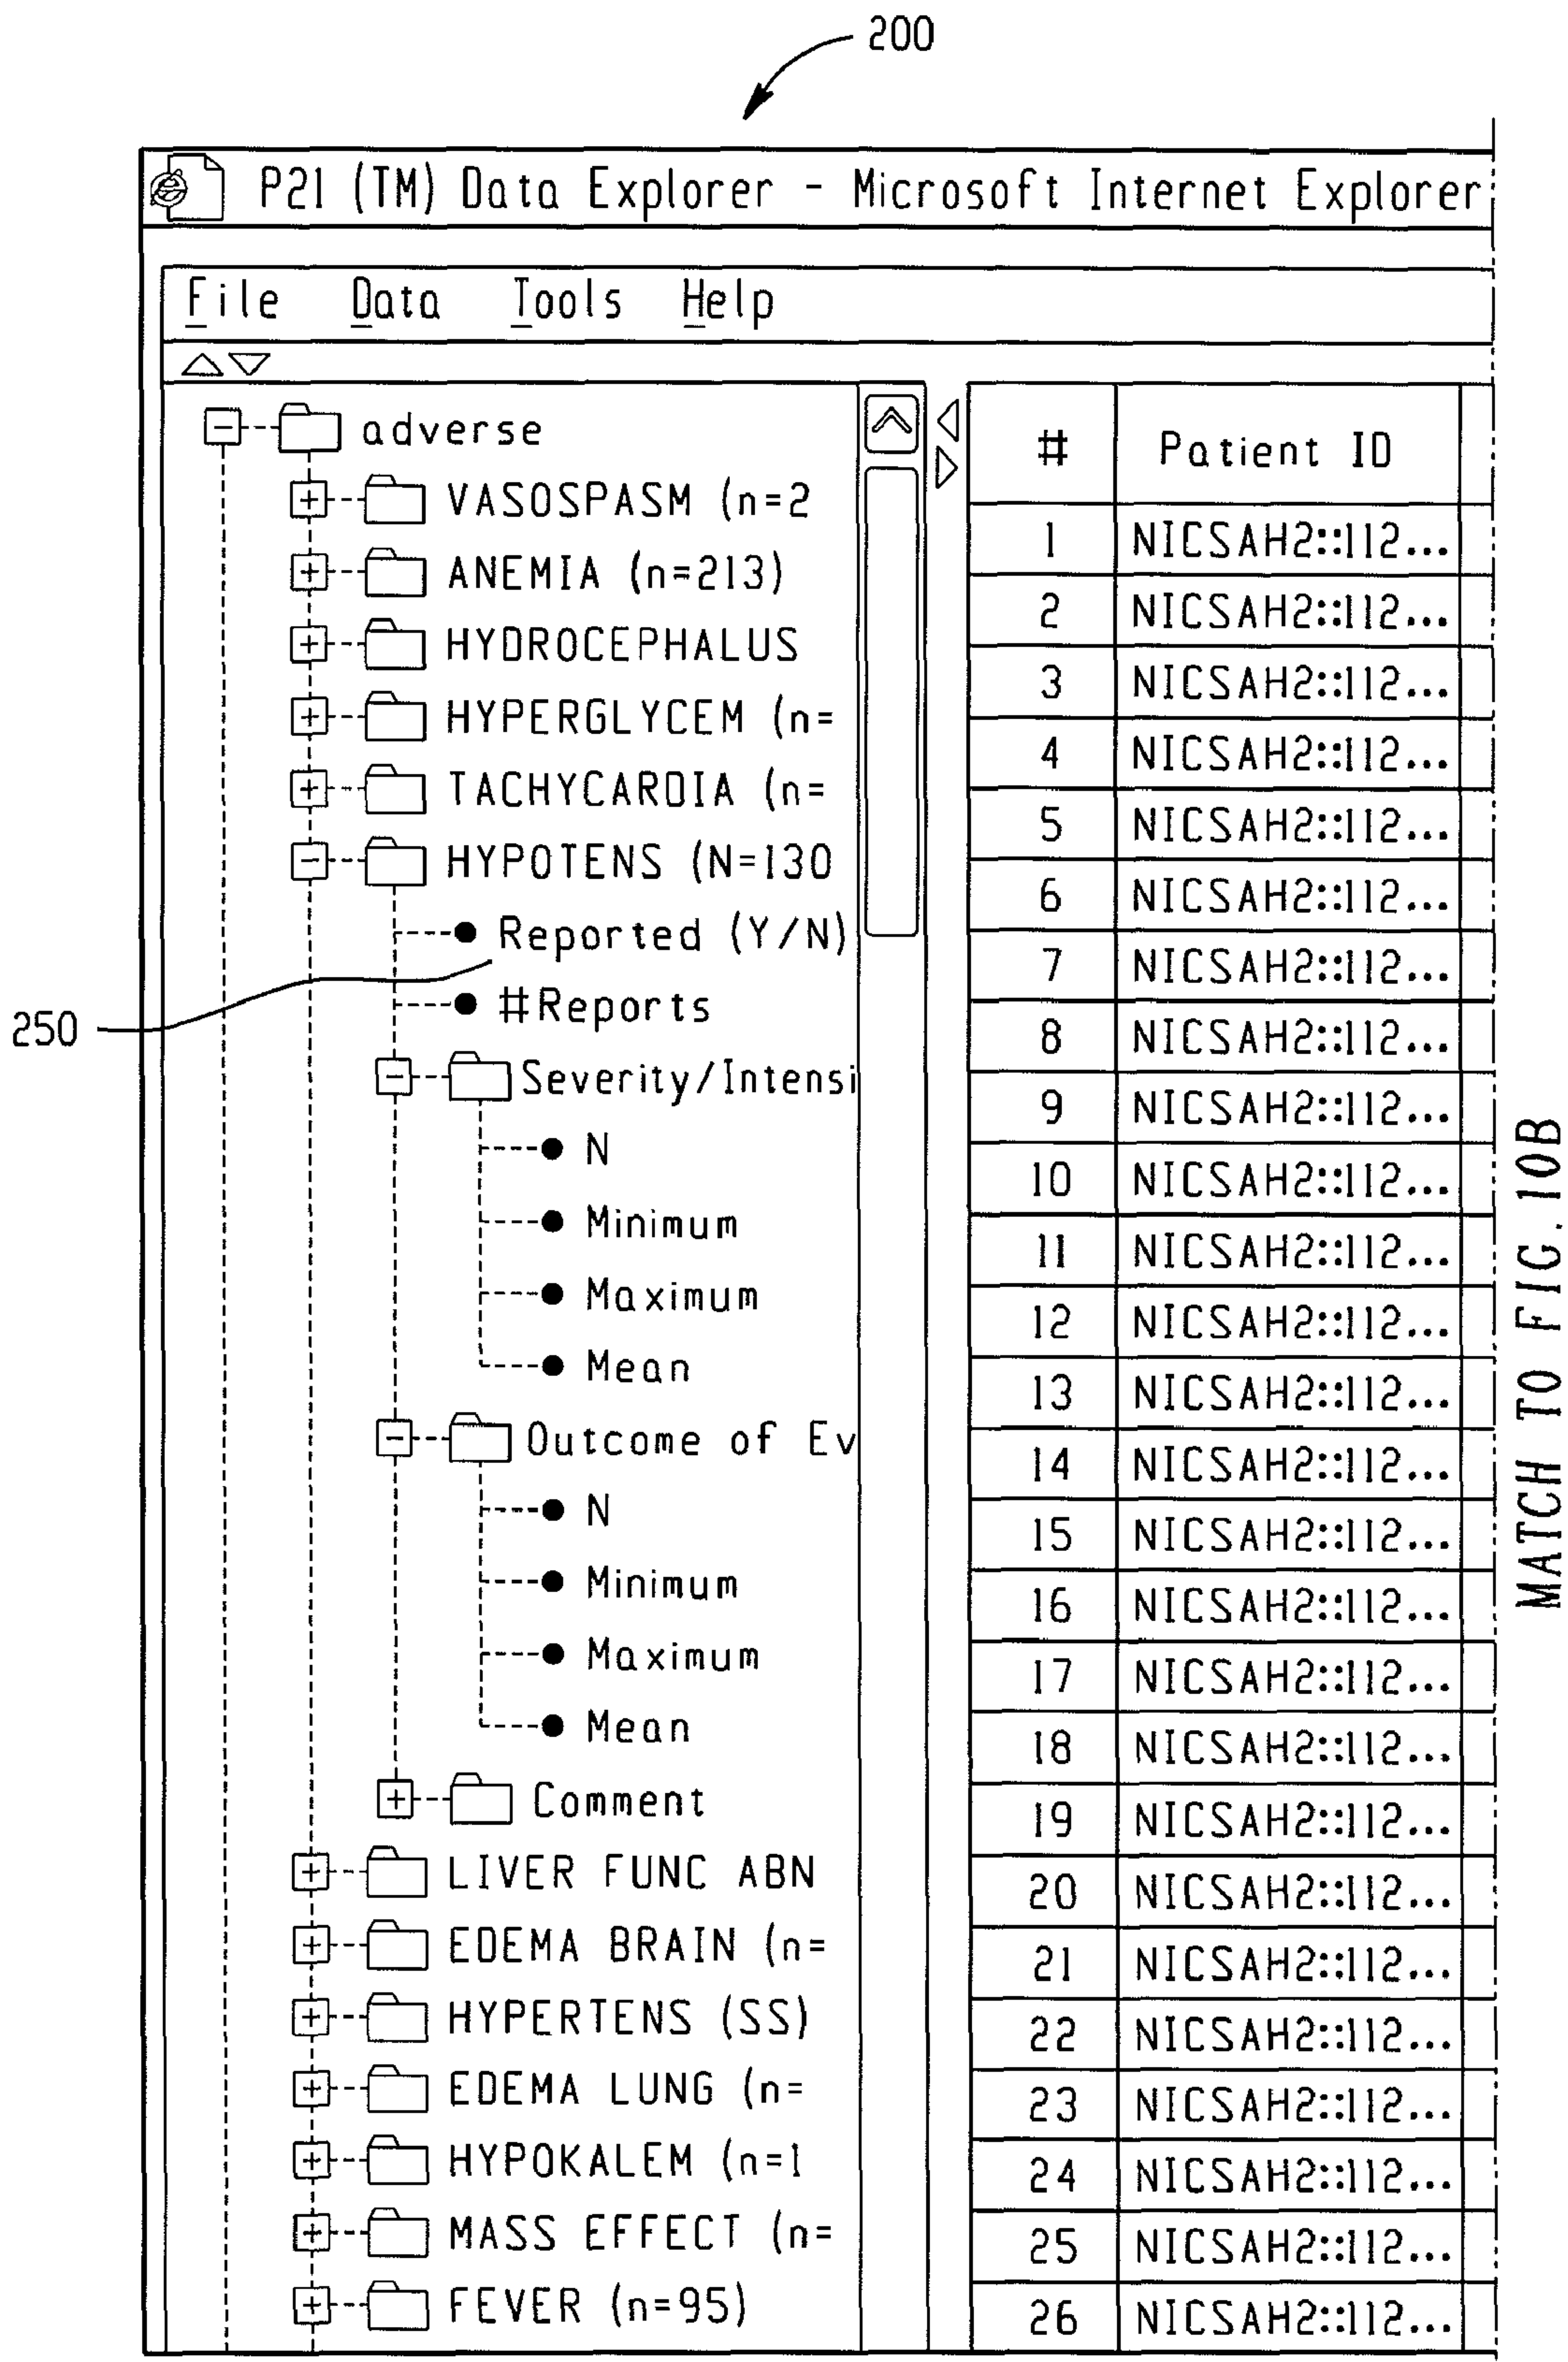 200
P21 (TM) Data Explorer - Microsoft Internet Explorer
File Data Tools Help
adverse
VASOSPASM (n=2
ANEMIA (n=213)
HYDROCEPHALUS
HYPERGLYCEM (n=
TACHYCARDIA (n=
HYPOTENS (N=130
Reported (Y/N)
250
#Reports
Severity/Intensi
N
Minimum
Maximum
Mean
Outcome of Ev
N
Minimum
Maximum
Mean
Comment
LIVER FUNC ABN
EDEMA BRAIN (n=
HYPERTENS (SS)
EDEMA LUNG (n=
HYPOKALEM (n=1
MASS EFFECT (n=
FEVER (n=95)
# Patient ID
1 NICSAH2::112...
2 NICSAH2::112...
3 NICSAH2::112...
4 NICSAH2::112...
5 NICSAH2::112...
6 NICSAH2::112...
7 NICSAH2::112...
8 NICSAH2::112...
9 NICSAH2::112...
10 NICSAH2::112...
11 NICSAH2::112...
12 NICSAH2::112...
13 NICSAH2::112...
14 NICSAH2::112...
15 NICSAH2::112...
16 NICSAH2::112...
17 NICSAH2::112...
18 NICSAH2::112...
19 NICSAH2::112...
20 NICSAH2::112...
21 NICSAH2::112...
22 NICSAH2::112...
23 NICSAH2::112...
24 NICSAH2::112...
25 NICSAH2::112...
26 NICSAH2::112...
MATCH TO FIG. 10B